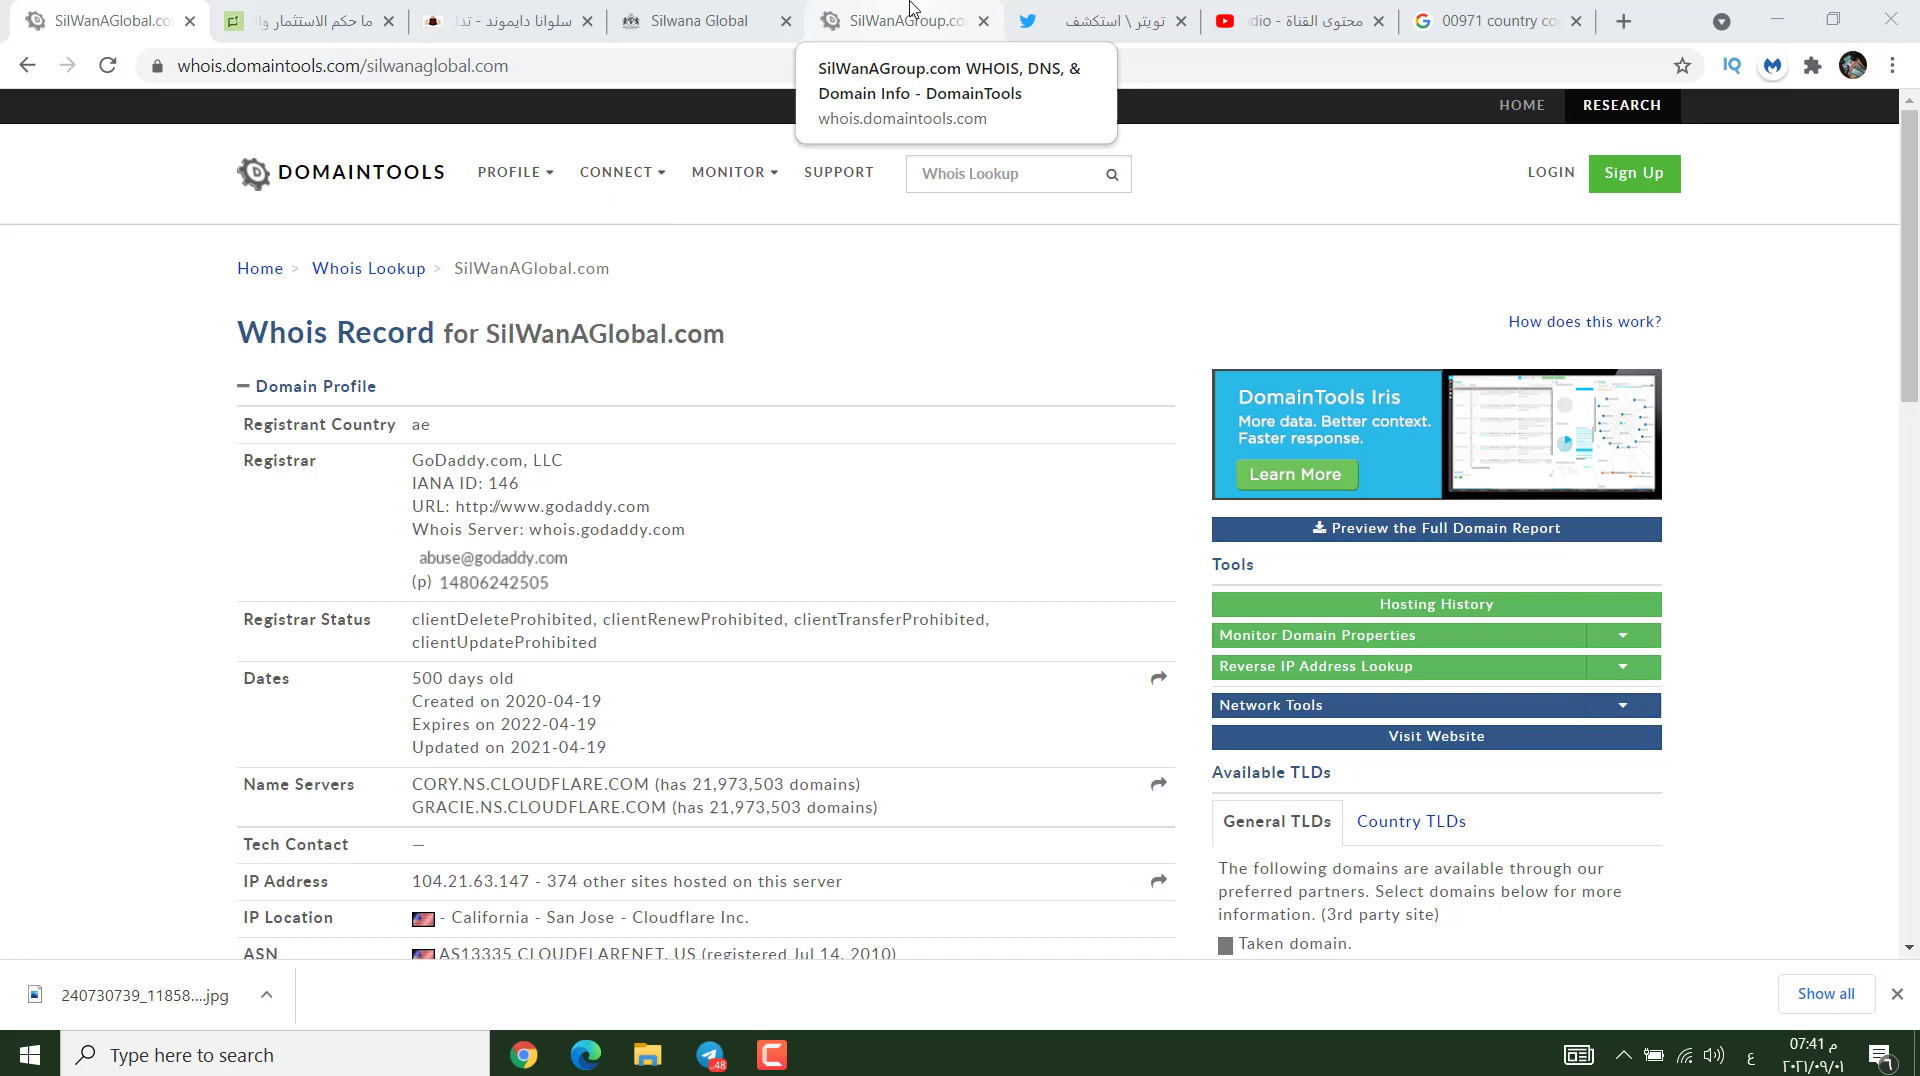 SilWanAGlobal.co
ما حكم الاستثمار وال
سلوانا دايموند - تدا
Silwana Global
SilWanAGroup.co
تويتر \ استكشف
محتوى القناة - dio
00971 country co
whois.domaintools.com/silwanaglobal.com
SilWanAGroup.com WHOIS, DNS, &
Domain Info - DomainTools
whois.domaintools.com
HOME
RESEARCH
DOMAINTOOLS
PROFILE
CONNECT
MONITOR
SUPPORT
Whois Lookup
LOGIN
Sign Up
Home > Whois Lookup > SilWanAGlobal.com
How does this work?
Whois Record for SilWanAGlobal.com
Domain Profile
Registrant Country ae
Registrar GoDaddy.com, LLC
IANA ID: 146
URL: http://www.godaddy.com
Whois Server: whois.godaddy.com
abuse@godaddy.com
(p) 14806242505
Registrar Status clientDeleteProhibited, clientRenewProhibited, clientTransferProhibited,
clientUpdateProhibited
Dates 500 days old
Created on 2020-04-19
Expires on 2022-04-19
Updated on 2021-04-19
Name Servers CORY.NS.CLOUDFLARE.COM (has 21,973,503 domains)
GRACIE.NS.CLOUDFLARE.COM (has 21,973,503 domains)
Tech Contact —
IP Address 104.21.63.147 - 374 other sites hosted on this server
IP Location - California - San Jose - Cloudflare Inc.
ASN AS13335 CLOUDFLARENET, US (registered Jul 14, 2010)
DomainTools Iris
More data. Better context.
Faster response.
Learn More
Preview the Full Domain Report
Tools
Hosting History
Monitor Domain Properties
Reverse IP Address Lookup
Network Tools
Visit Website
Available TLDs
General TLDs
Country TLDs
The following domains are available through our
preferred partners. Select domains below for more
information. (3rd party site)
Taken domain.
240730739_11858....jpg
Show all
Type here to search
48
ع
07:41 م
٢٠٢١/٠٩/٠١
٦